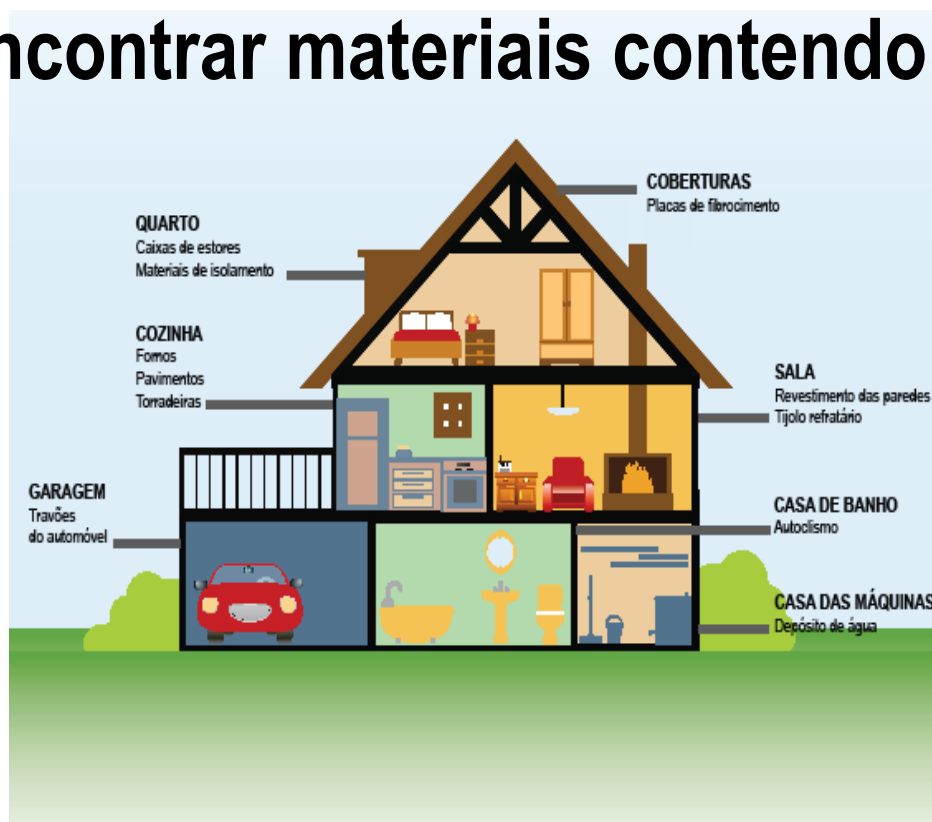 ncontrar materiais contendo
COBERTURAS
Placas de fibrocimento
QUARTO
Caixas de estores
Materiais de isolamento
COZINHA
Fornos
Pavimentos
Torradeiras
SALA
Revestimento das paredes
Tijolo refratário
GARAGEM
Travões
do automóvel
CASA DE BANHO
Autoclismo
CASA DAS MÁQUINAS
Depósito de água